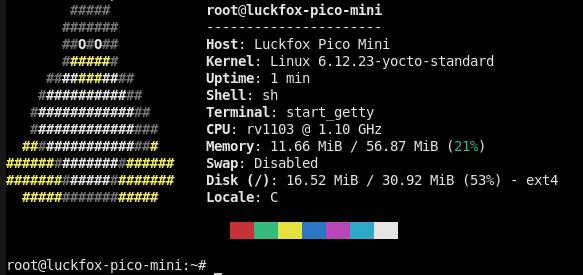 root@luckfox-pico-mini
----------------------
Host: Luckfox Pico Mini
Kernel: Linux 6.12.23-yocto-standard
Uptime: 1 min
Shell: sh
Terminal: start_getty
CPU: rv1103 @ 1.10 GHz
Memory: 11.66 MiB / 56.87 MiB (21%)
Swap: Disabled
Disk (/): 16.52 MiB / 30.92 MiB (53%) - ext4
Locale: C
root@luckfox-pico-mini:~# _